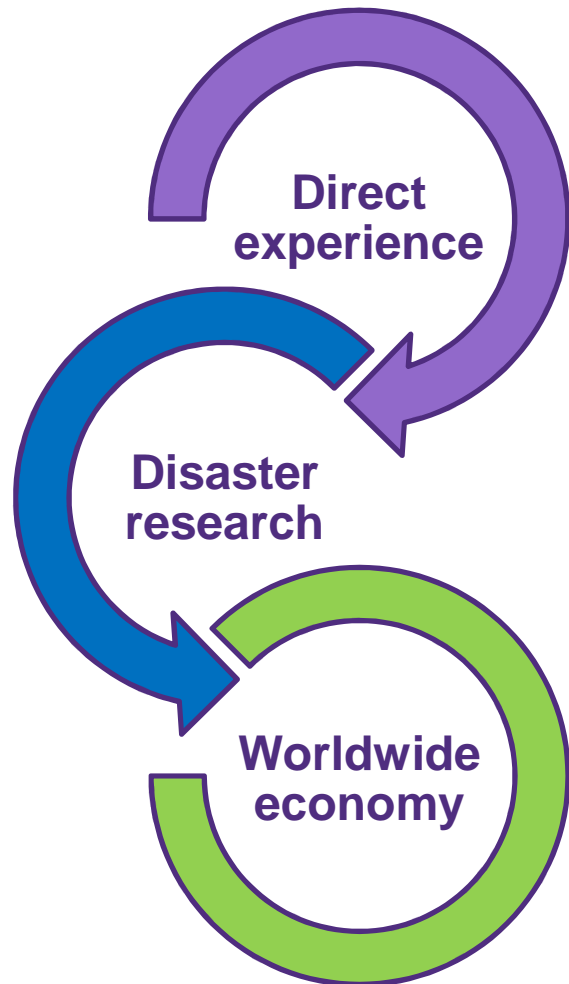 Direct
experience
Disaster
research
Worldwide
economy